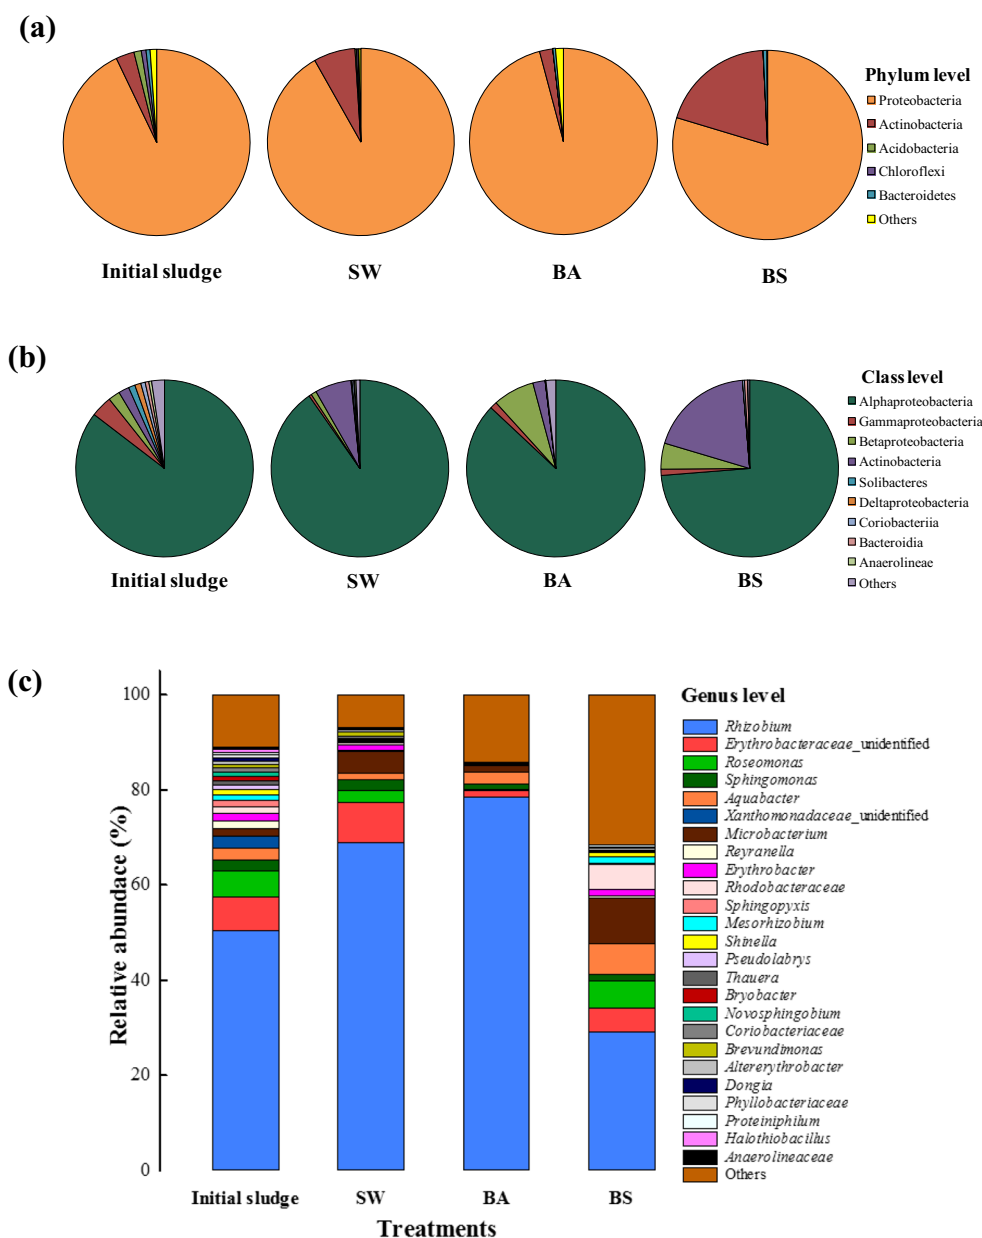 (a)
Phylum level
Proteobacteria
Actinobacteria
Acidobacteria
Chloroflexi
Bacteroidetes
Others
Initial sludge
SW
BA
BS
(b)
Class level
Alphaproteobacteria
Gammaproteobacteria
Betaproteobacteria
Actinobacteria
Solibacteres
Deltaproteobacteria
Coriobacteriia
Bacteroidia
Anaerolineae
Others
Initial sludge
SW
BA
BS
(c)
Relative abundace (%)
100
80
60
40
20
0
Genus level
Rhizobium
Erythrobacteraceae_unidentified
Roseomonas
Sphingomonas
Aquabacter
Xanthomonadaceae_unidentified
Microbacterium
Reyranella
Erythrobacter
Rhodobacteraceae
Sphingopyxis
Mesorhizobium
Shinella
Pseudolabrys
Thauera
Bryobacter
Novosphingobium
Coriobacteriaceae
Brevundimonas
Altererythrobacter
Dongia
Phyllobacteriaceae
Proteiniphilum
Halothiobacillus
Anaerolineaceae
Others
Initial sludge
SW
BA
BS
Treatments